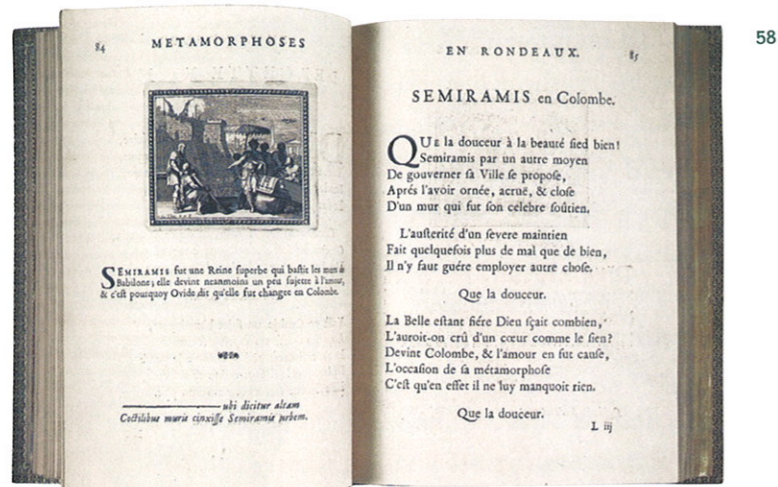 58
84
METAMORPHOSES
SEMIRAMIS fut une Reine superbe qui bastit les murs de
Babilone; elle devint neanmoins un peu sujette à l'amour,
& c'est pourquoy Ovide dit qu'elle fut changée en Colombe.
ubi dicitur altam
Coctilibus muris cinxisse Semiramis urbem.
EN RONDEAUX.
85
SEMIRAMIS en Colombe.
QUE la douceur à la beauté sied bien!
Semiramis par un autre moyen
De gouverner sa Ville se propose,
Aprés l'avoir ornée, acruë, & close
D'un mur qui fut son celebre soûtien.
L'austerité d'un severe maintien
Fait quelquefois plus de mal que de bien,
Il n'y faut guére employer autre chose.
Que la douceur.
La Belle estant fiére Dieu sçait combien,
L'auroit-on crû d'un cœur comme le sien?
Devint Colombe, & l'amour en fut cause,
L'occasion de sa métamorphose
C'est qu'en effet il ne luy manquoit rien.
Que la douceur.
L iij